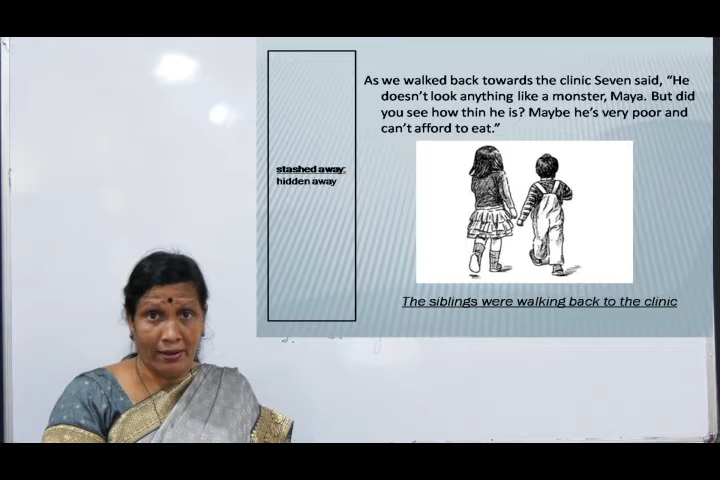 As we walked back towards the clinic Seven said, “He
doesn’t look anything like a monster, Maya. But did
you see how thin he is? Maybe he’s very poor and
can’t afford to eat.”
stashed away:
hidden away
The siblings were walking back to the clinic